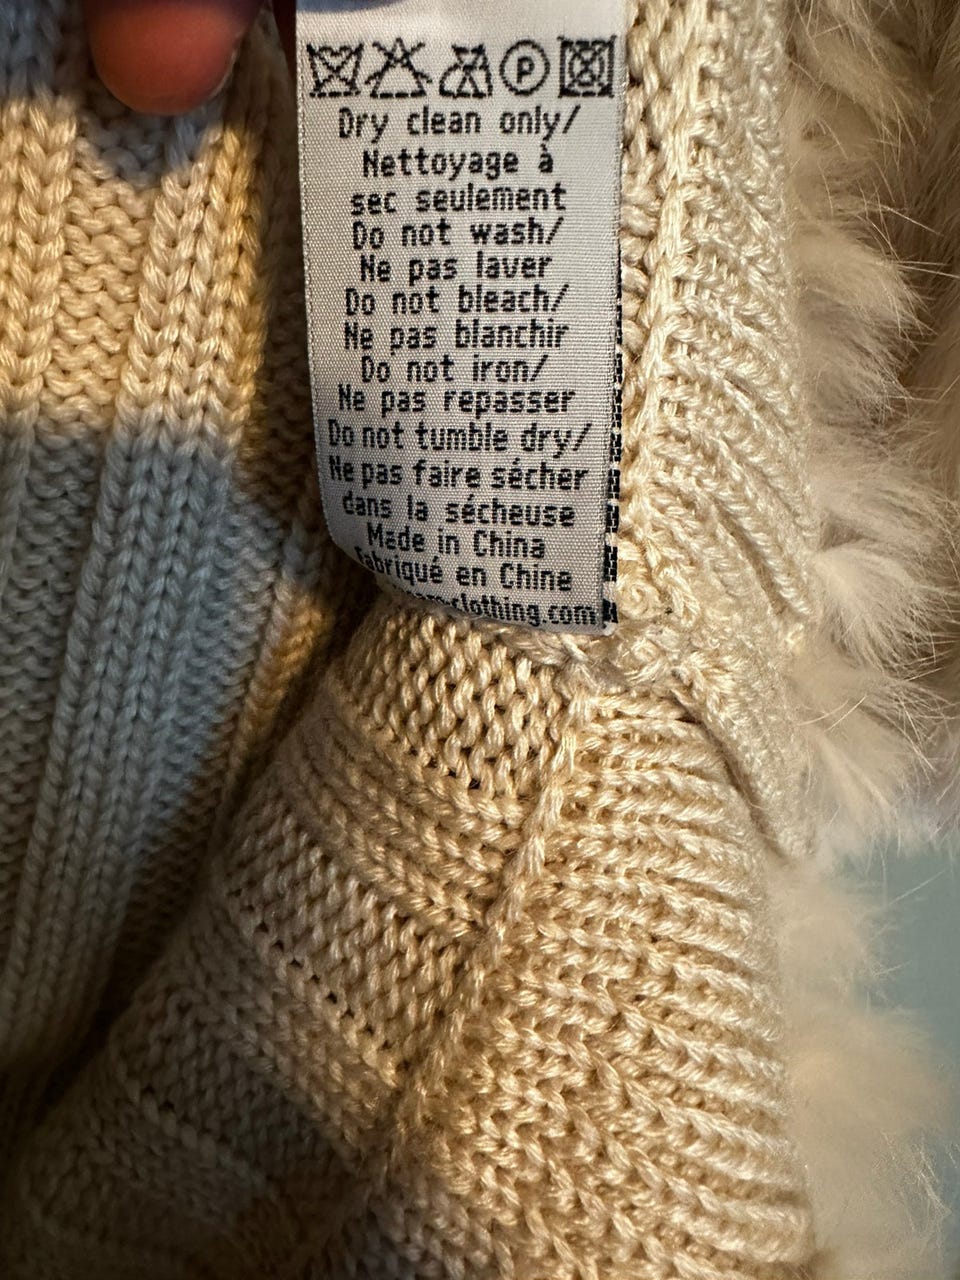 P
Dry clean only/
Nettoyage à
sec seulement
Do not wash/
Ne pas laver
Do not bleach/
Ne pas blanchir
Do not iron/
Ne pas repasser
Do not tumble dry/
Ne pas faire sécher
dans la sécheuse
Made in China
Fabriqué en Chine